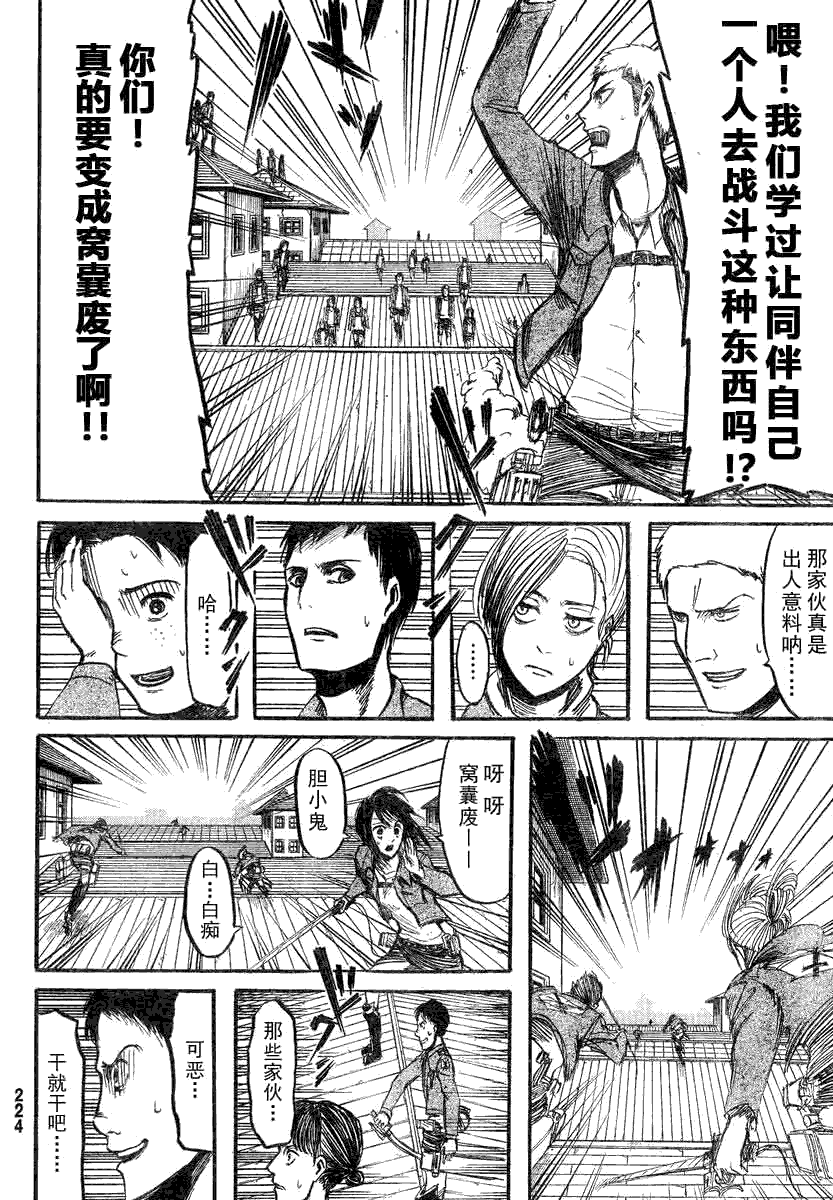 喂！我们学过让同伴自己
一个人去战斗这种东西吗!?
你们！
真的要变成窝囊废了啊!!
那家伙真是
出人意料呐……
哈……
呀呀
窝囊废——
胆小鬼
白…白痴
那些家伙…
可恶…
干就干吧……
224